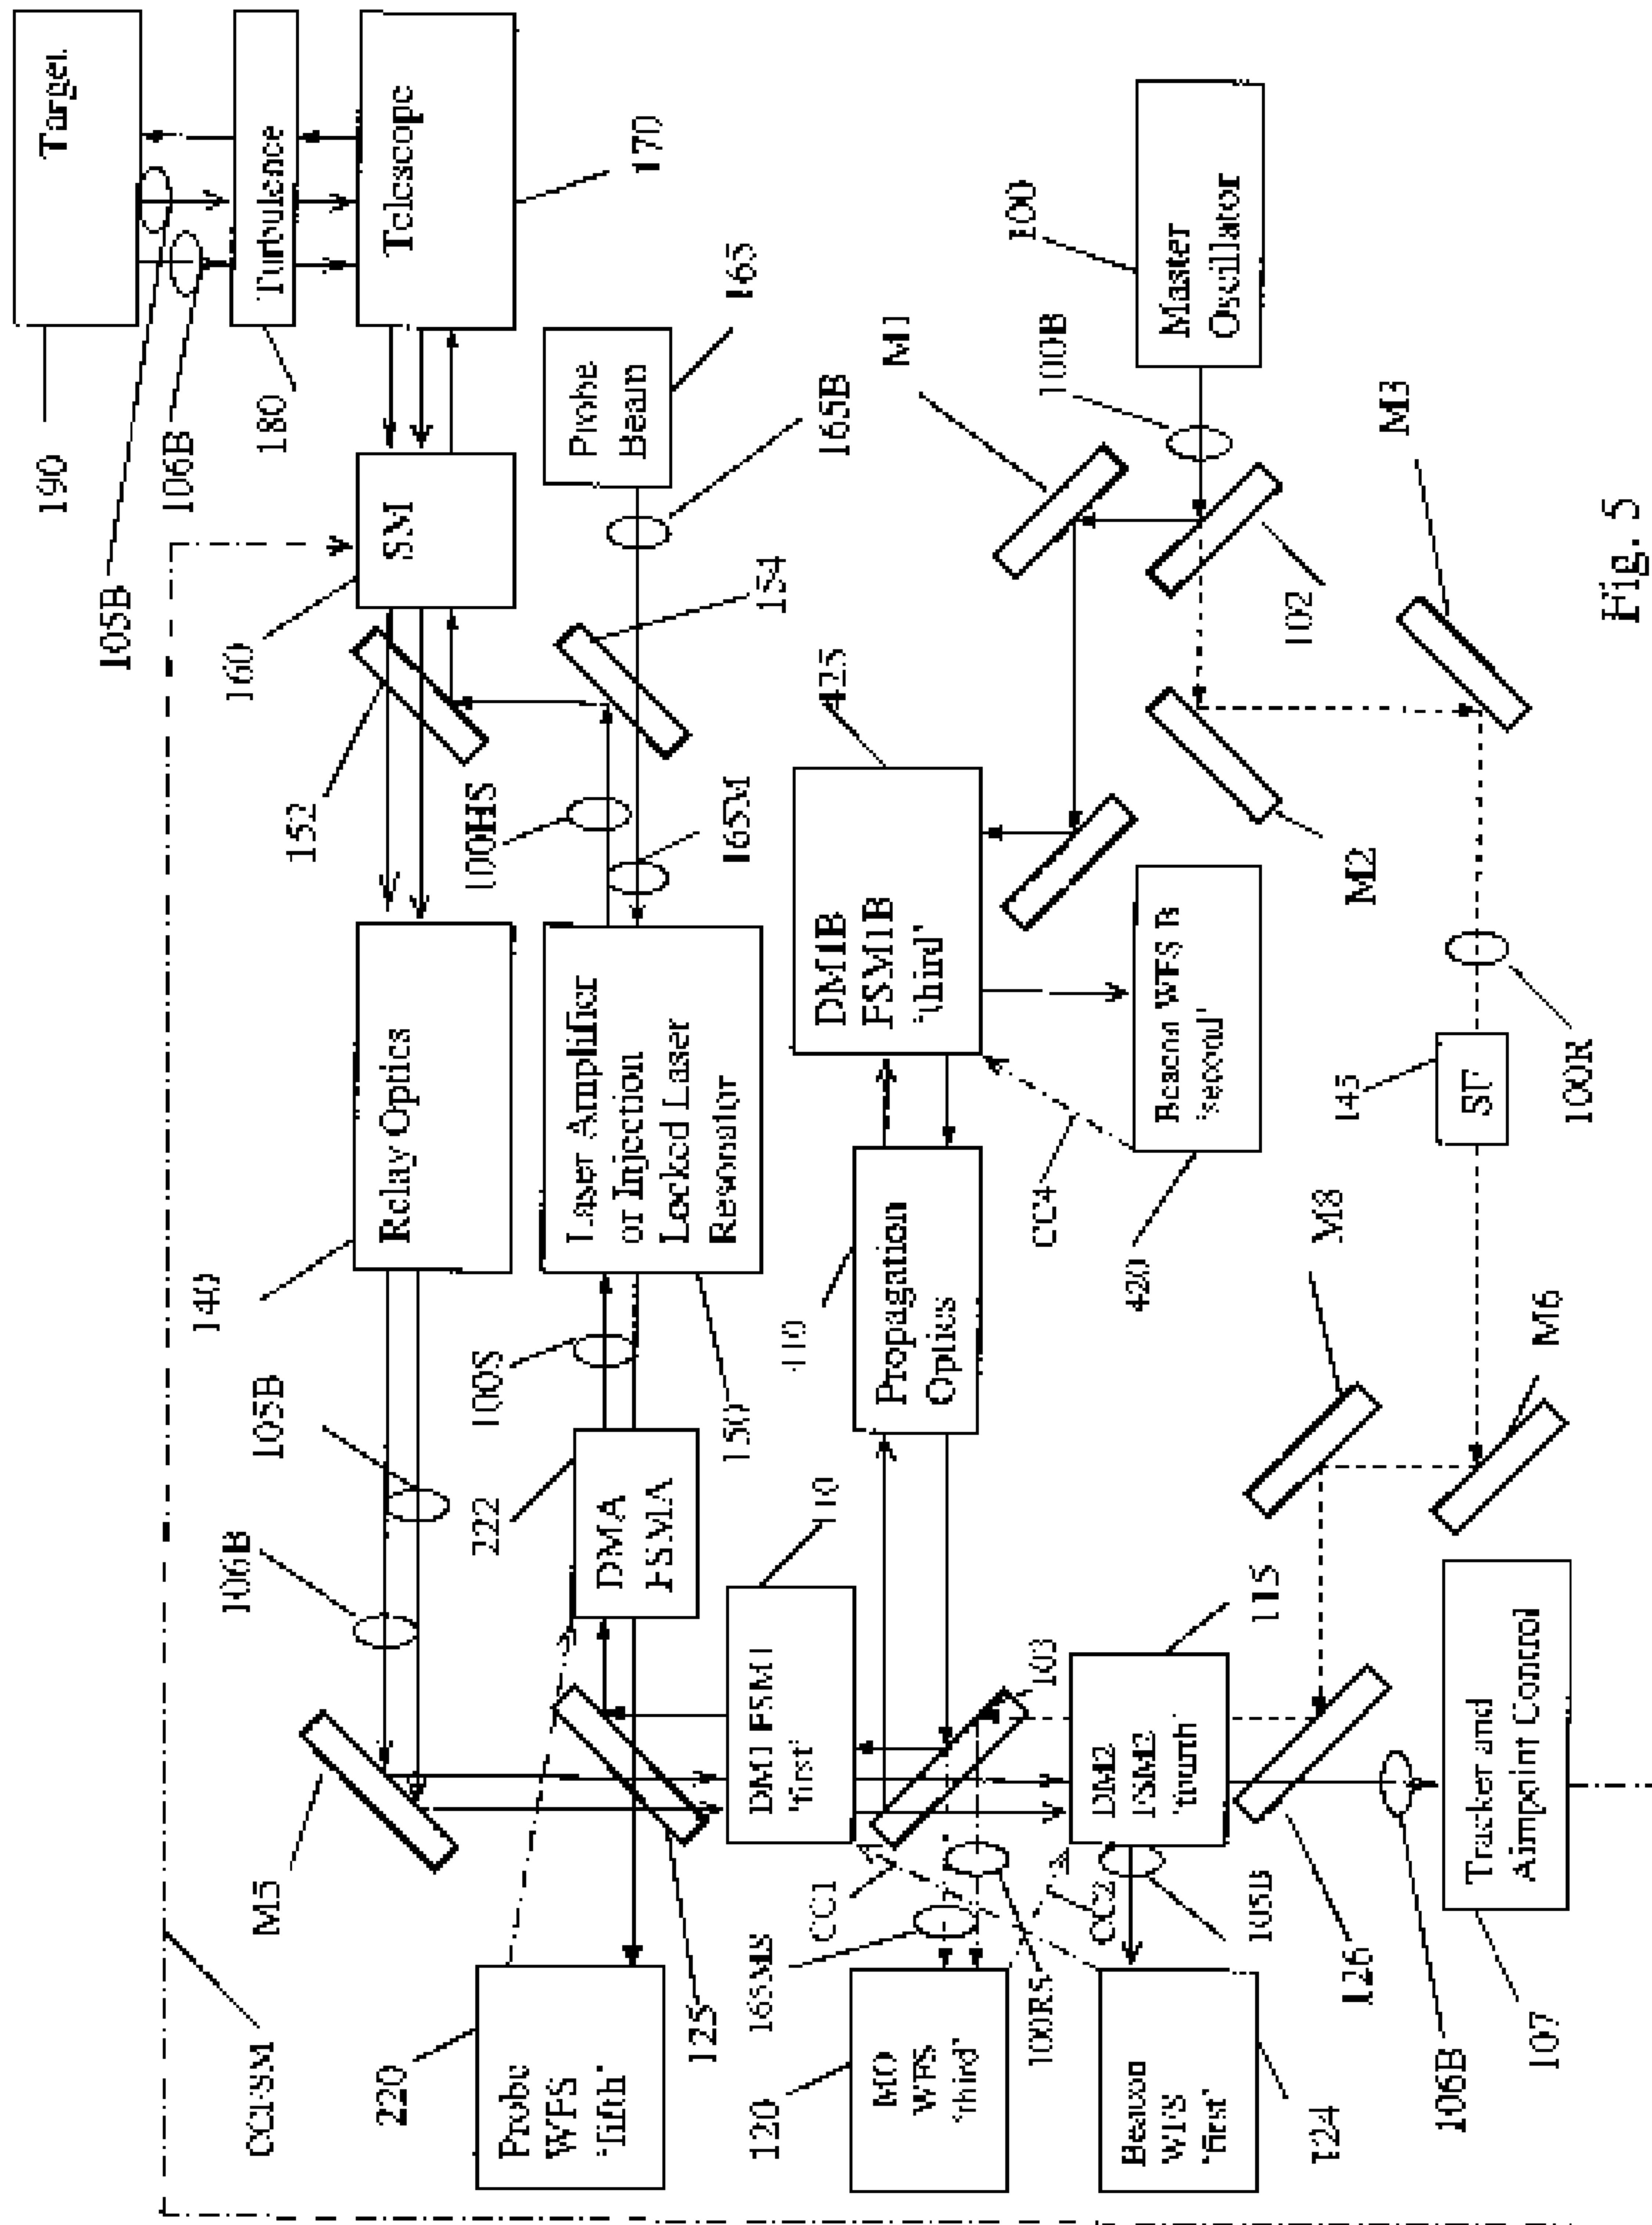 190
Target
105B
106B
180
Turbulence
Telescope
170
160
SM
152
154
Probe
Beam
165
165B
100HS
165M
140
Relay Optics
Laser Amplifier
or Injection
Locked Laser
Resonator
150
100S
106B
105B
222
DMA
FSMA
M5
CCFSM
220
Probe
WFS
'fifth'
125
110
DM1 FSM1
'first'
410
Propagation
Optics
425
DM1B
FSM1B
'third'
M1
100B
100
Master
Oscillator
102
M2
M3
CC4
420
Beacon WFS B
'second'
103
CC1
165MS
120
MO
WFS
'third'
100RS
CC2
DM2
FSM2
'fourth'
115
105B
Beacon
WFS
'first'
124
126
106B
Tracker and
Aimpoint Control
107
M8
M6
145
SF
100R
Fig. 5